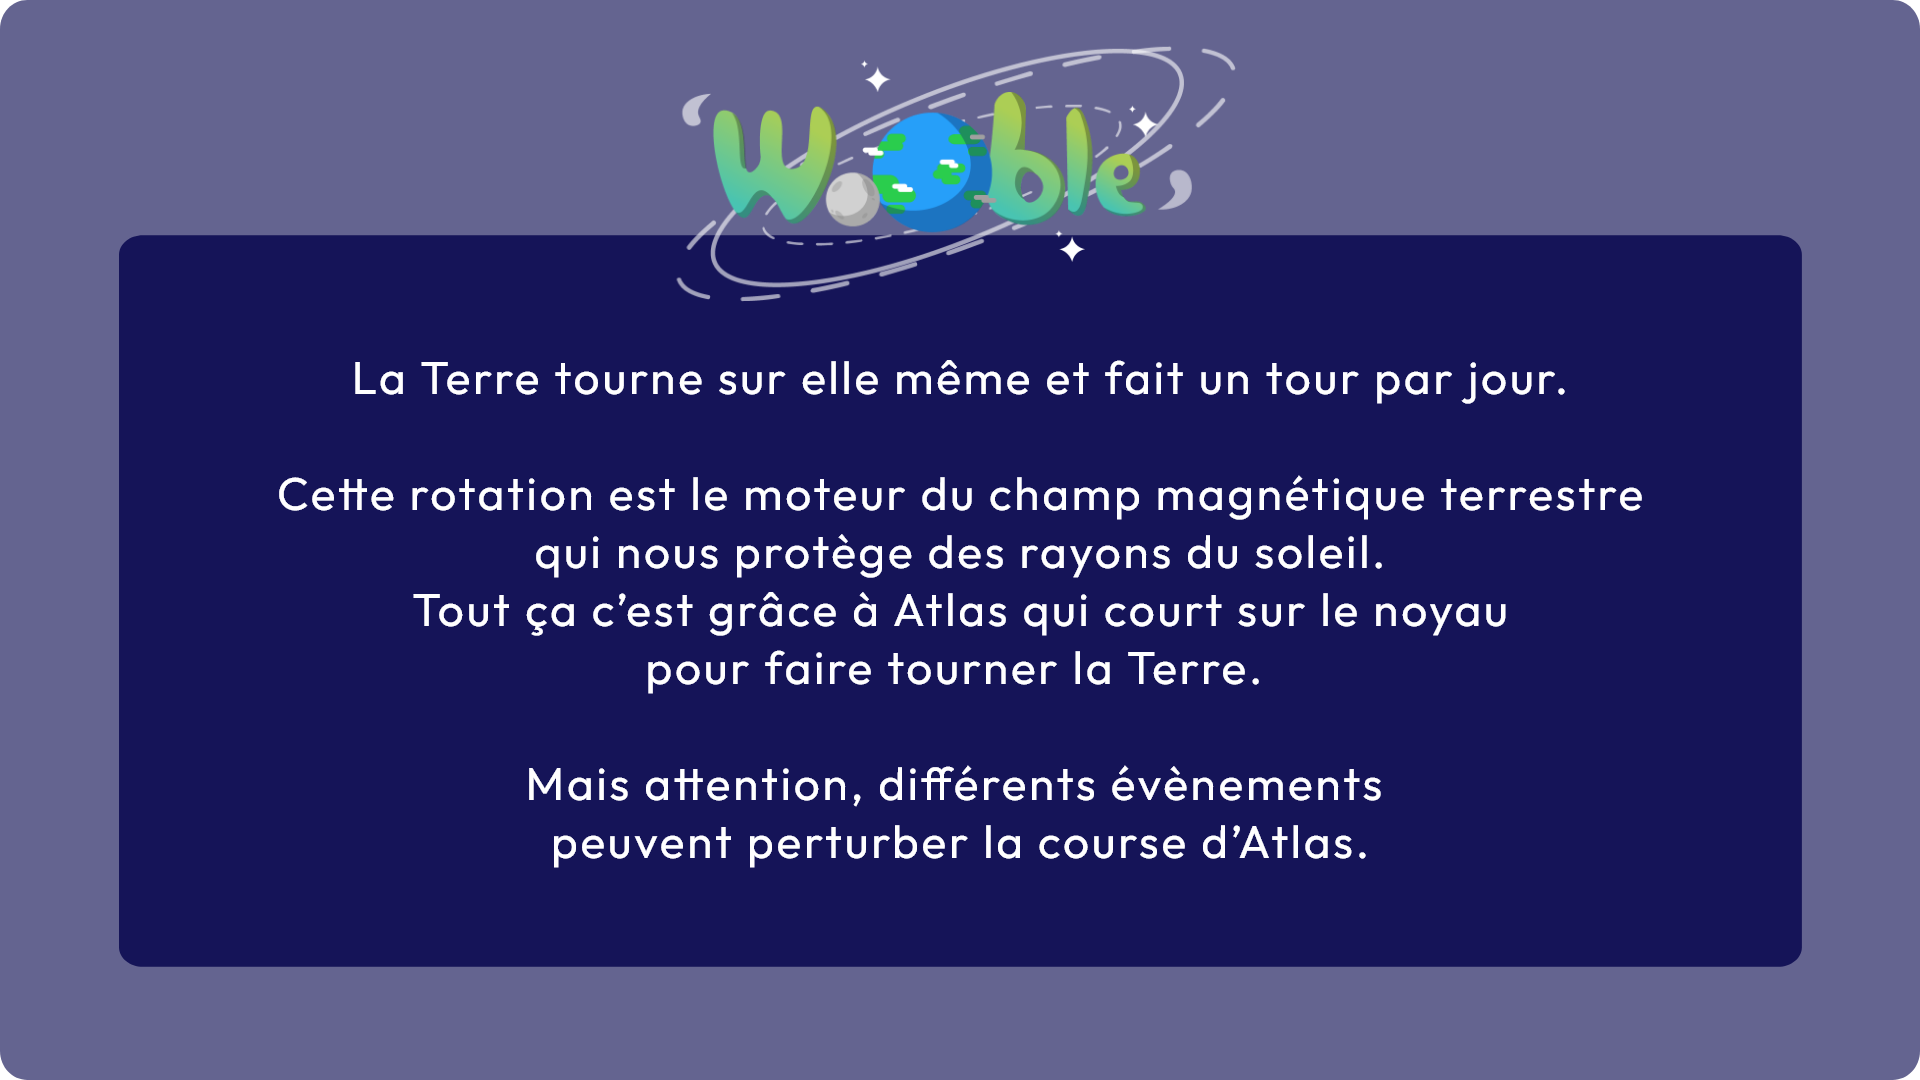 Wooble
La Terre tourne sur elle même et fait un tour par jour.
Cette rotation est le moteur du champ magnétique terrestre
qui nous protège des rayons du soleil.
Tout ça c’est grâce à Atlas qui court sur le noyau
pour faire tourner la Terre.
Mais attention, différents évènements
peuvent perturber la course d’Atlas.